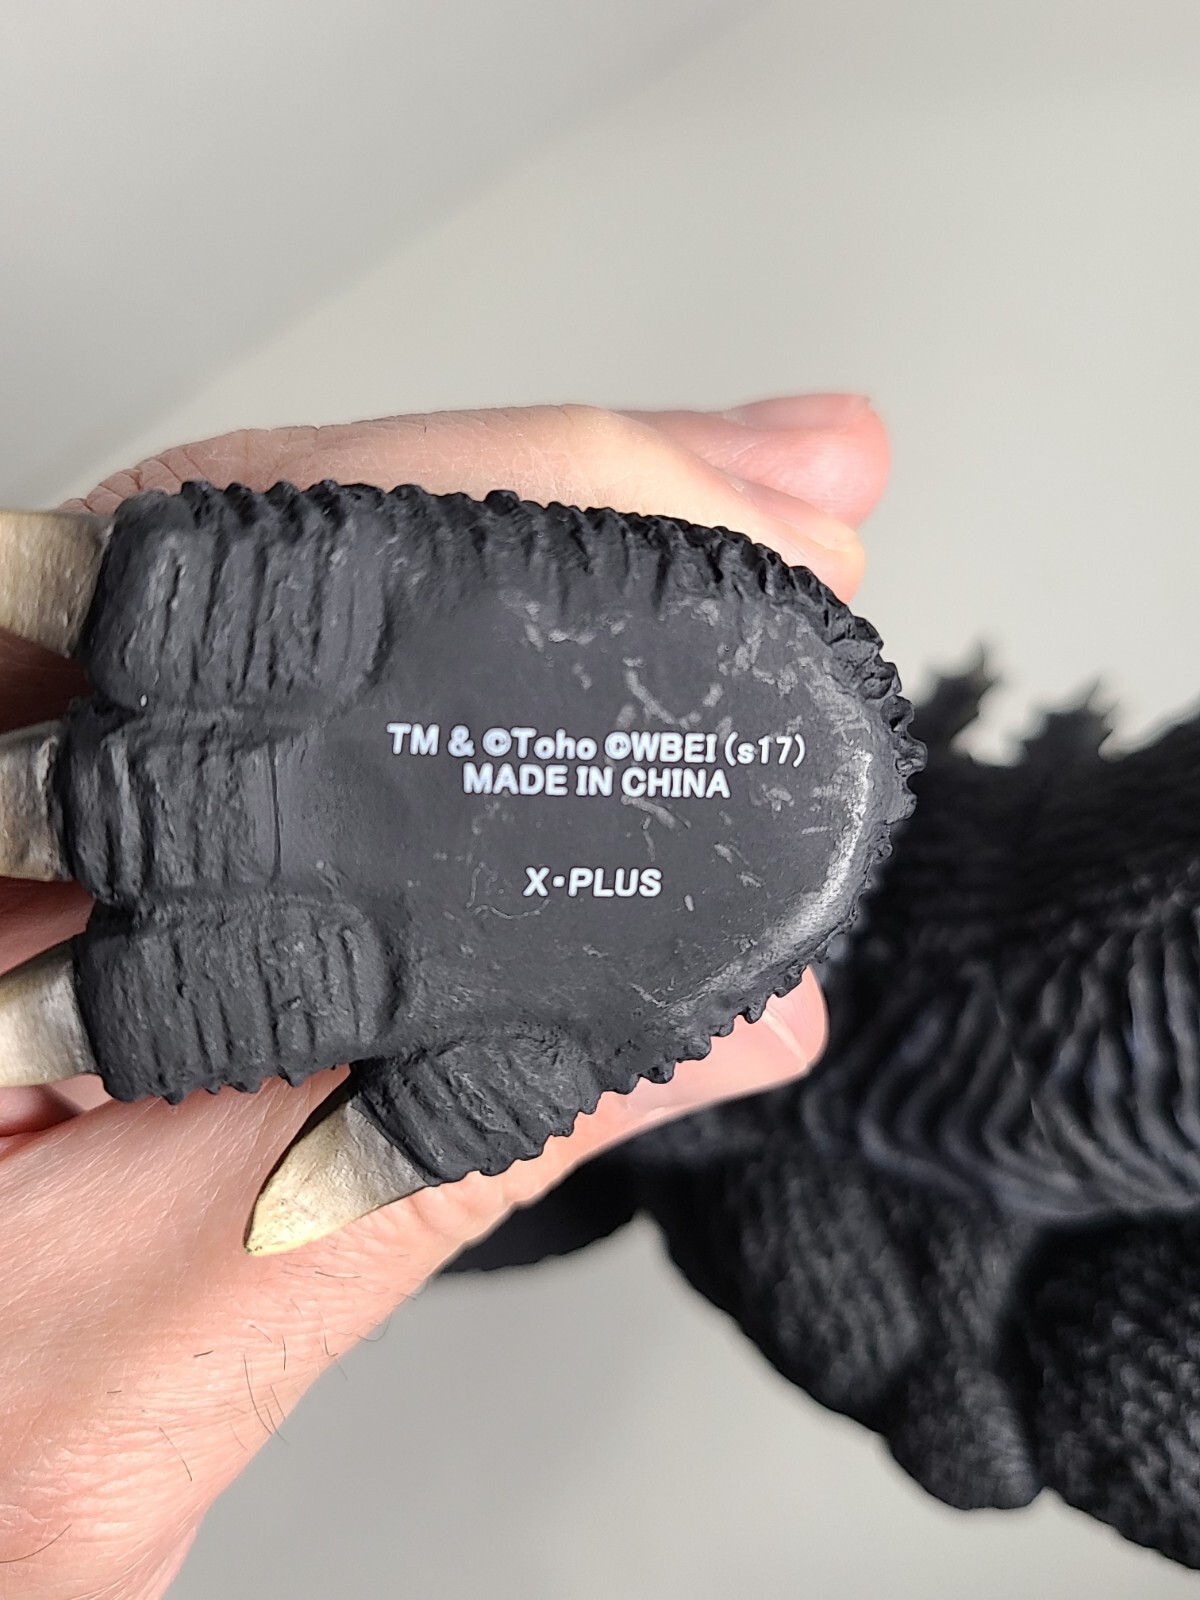 TM & ©Toho ©WBEI (s17)
MADE IN CHINA
X・PLUS